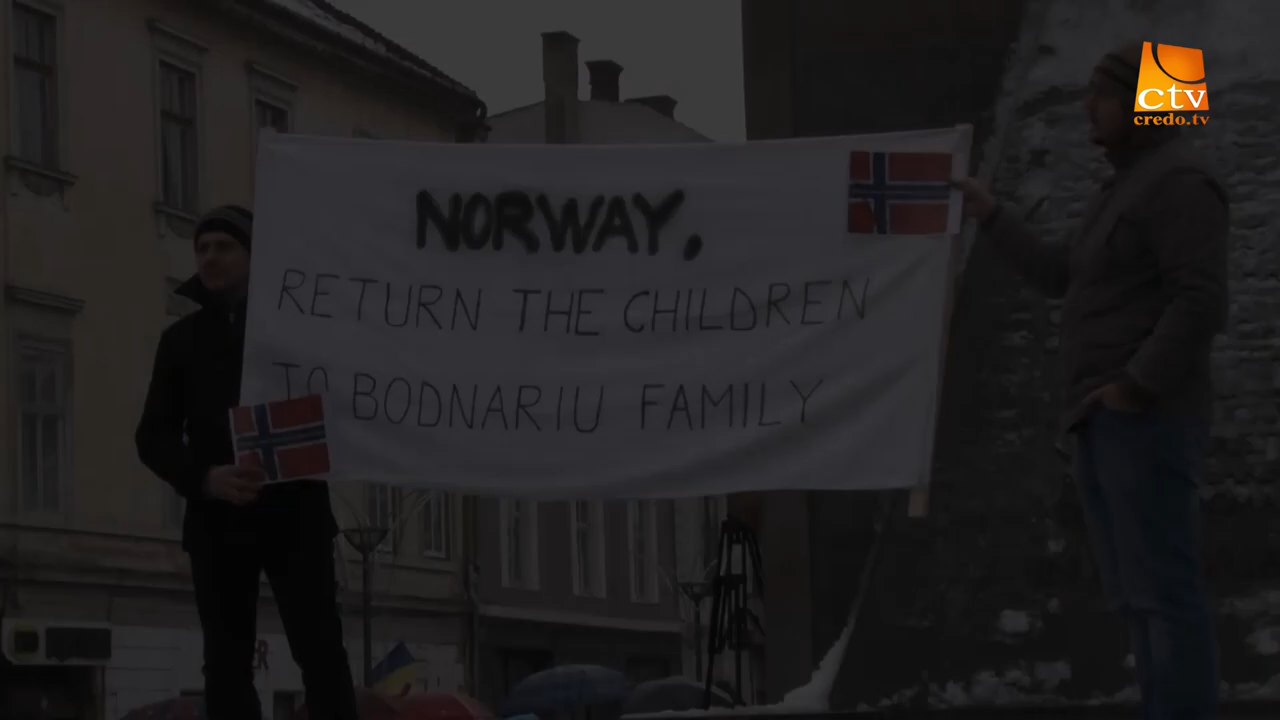 ctv
credo.tv
NORWAY,
RETURN THE CHILDREN
TO BODNARIU FAMILY